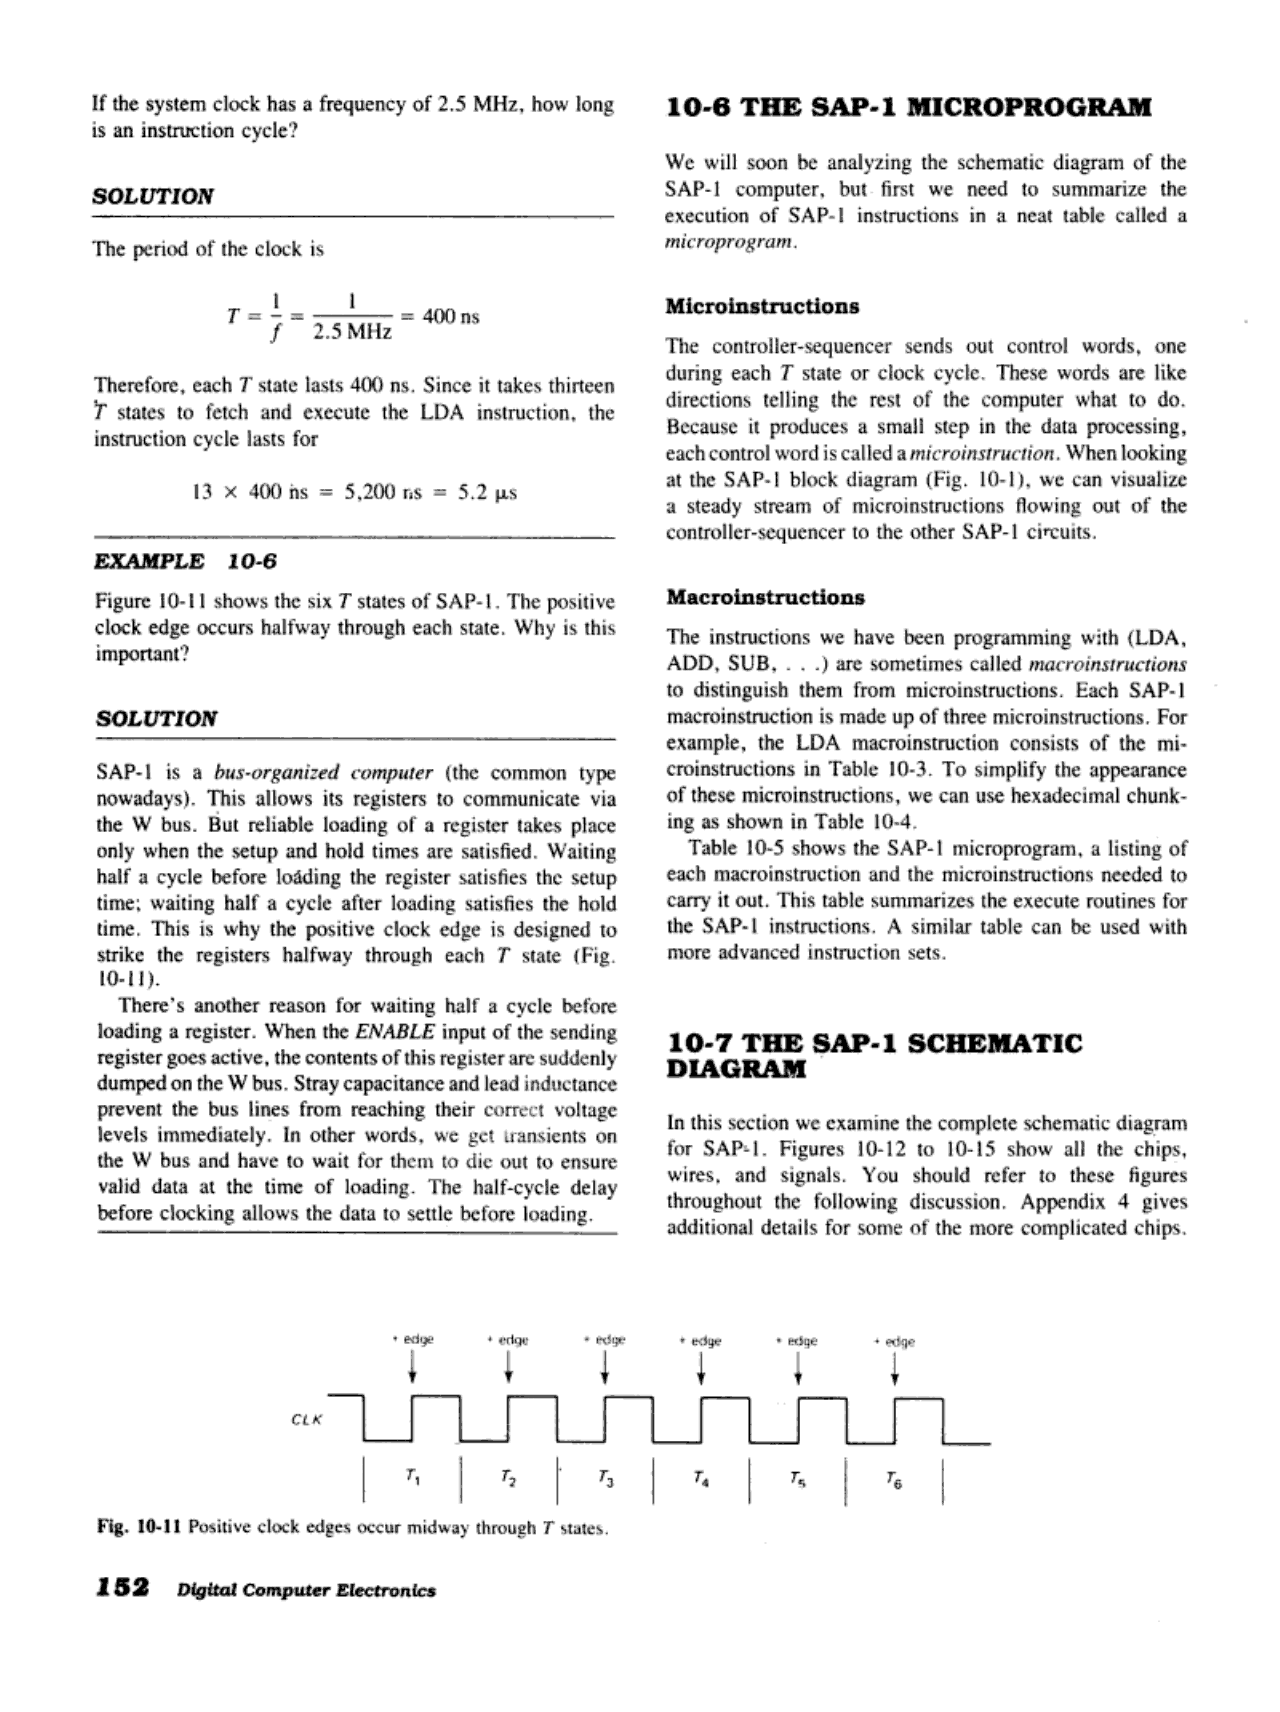 If the system clock has a frequency of 2.5 MHz, how long
is an instruction cycle?
SOLUTION
The period of the clock is
T = 1/f = 1/2.5 MHz = 400 ns
Therefore, each T state lasts 400 ns. Since it takes thirteen
T states to fetch and execute the LDA instruction, the
instruction cycle lasts for
13 × 400 ns = 5,200 ns = 5.2 μs
EXAMPLE 10-6
Figure 10-11 shows the six T states of SAP-1. The positive
clock edge occurs halfway through each state. Why is this
important?
SOLUTION
SAP-1 is a bus-organized computer (the common type
nowadays). This allows its registers to communicate via
the W bus. But reliable loading of a register takes place
only when the setup and hold times are satisfied. Waiting
half a cycle before loading the register satisfies the setup
time; waiting half a cycle after loading satisfies the hold
time. This is why the positive clock edge is designed to
strike the registers halfway through each T state (Fig.
10-11).
There's another reason for waiting half a cycle before
loading a register. When the ENABLE input of the sending
register goes active, the contents of this register are suddenly
dumped on the W bus. Stray capacitance and lead inductance
prevent the bus lines from reaching their correct voltage
levels immediately. In other words, we get transients on
the W bus and have to wait for them to die out to ensure
valid data at the time of loading. The half-cycle delay
before clocking allows the data to settle before loading.
10-6 THE SAP-1 MICROPROGRAM
We will soon be analyzing the schematic diagram of the
SAP-1 computer, but first we need to summarize the
execution of SAP-1 instructions in a neat table called a
microprogram.
Microinstructions
The controller-sequencer sends out control words, one
during each T state or clock cycle. These words are like
directions telling the rest of the computer what to do.
Because it produces a small step in the data processing,
each control word is called a microinstruction. When looking
at the SAP-1 block diagram (Fig. 10-1), we can visualize
a steady stream of microinstructions flowing out of the
controller-sequencer to the other SAP-1 circuits.
Macroinstructions
The instructions we have been programming with (LDA,
ADD, SUB, . . .) are sometimes called macroinstructions
to distinguish them from microinstructions. Each SAP-1
macroinstruction is made up of three microinstructions. For
example, the LDA macroinstruction consists of the mi-
croinstructions in Table 10-3. To simplify the appearance
of these microinstructions, we can use hexadecimal chunk-
ing as shown in Table 10-4.
Table 10-5 shows the SAP-1 microprogram, a listing of
each macroinstruction and the microinstructions needed to
carry it out. This table summarizes the execute routines for
the SAP-1 instructions. A similar table can be used with
more advanced instruction sets.
10-7 THE SAP-1 SCHEMATIC
DIAGRAM
In this section we examine the complete schematic diagram
for SAP-1. Figures 10-12 to 10-15 show all the chips,
wires, and signals. You should refer to these figures
throughout the following discussion. Appendix 4 gives
additional details for some of the more complicated chips.
+ edge + edge + edge + edge + edge + edge
CLK
T1 T2 T3 T4 T5 T6
Fig. 10-11 Positive clock edges occur midway through T states.
152 Digital Computer Electronics